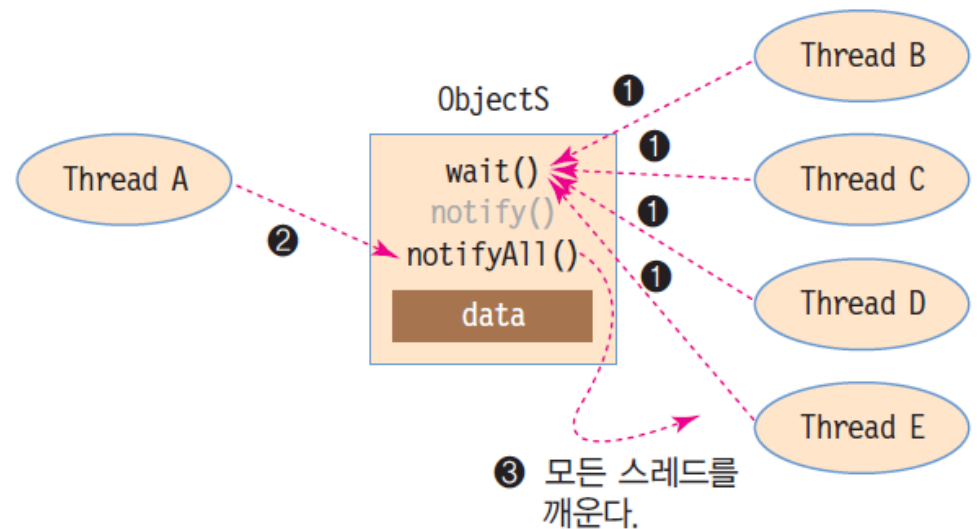 Thread B
ObjectS
❶
Thread A
wait()
❶
Thread C
notify()
❶
❷
notifyAll()
❶
data
Thread D
Thread E
❸ 모든 스레드를
깨운다.